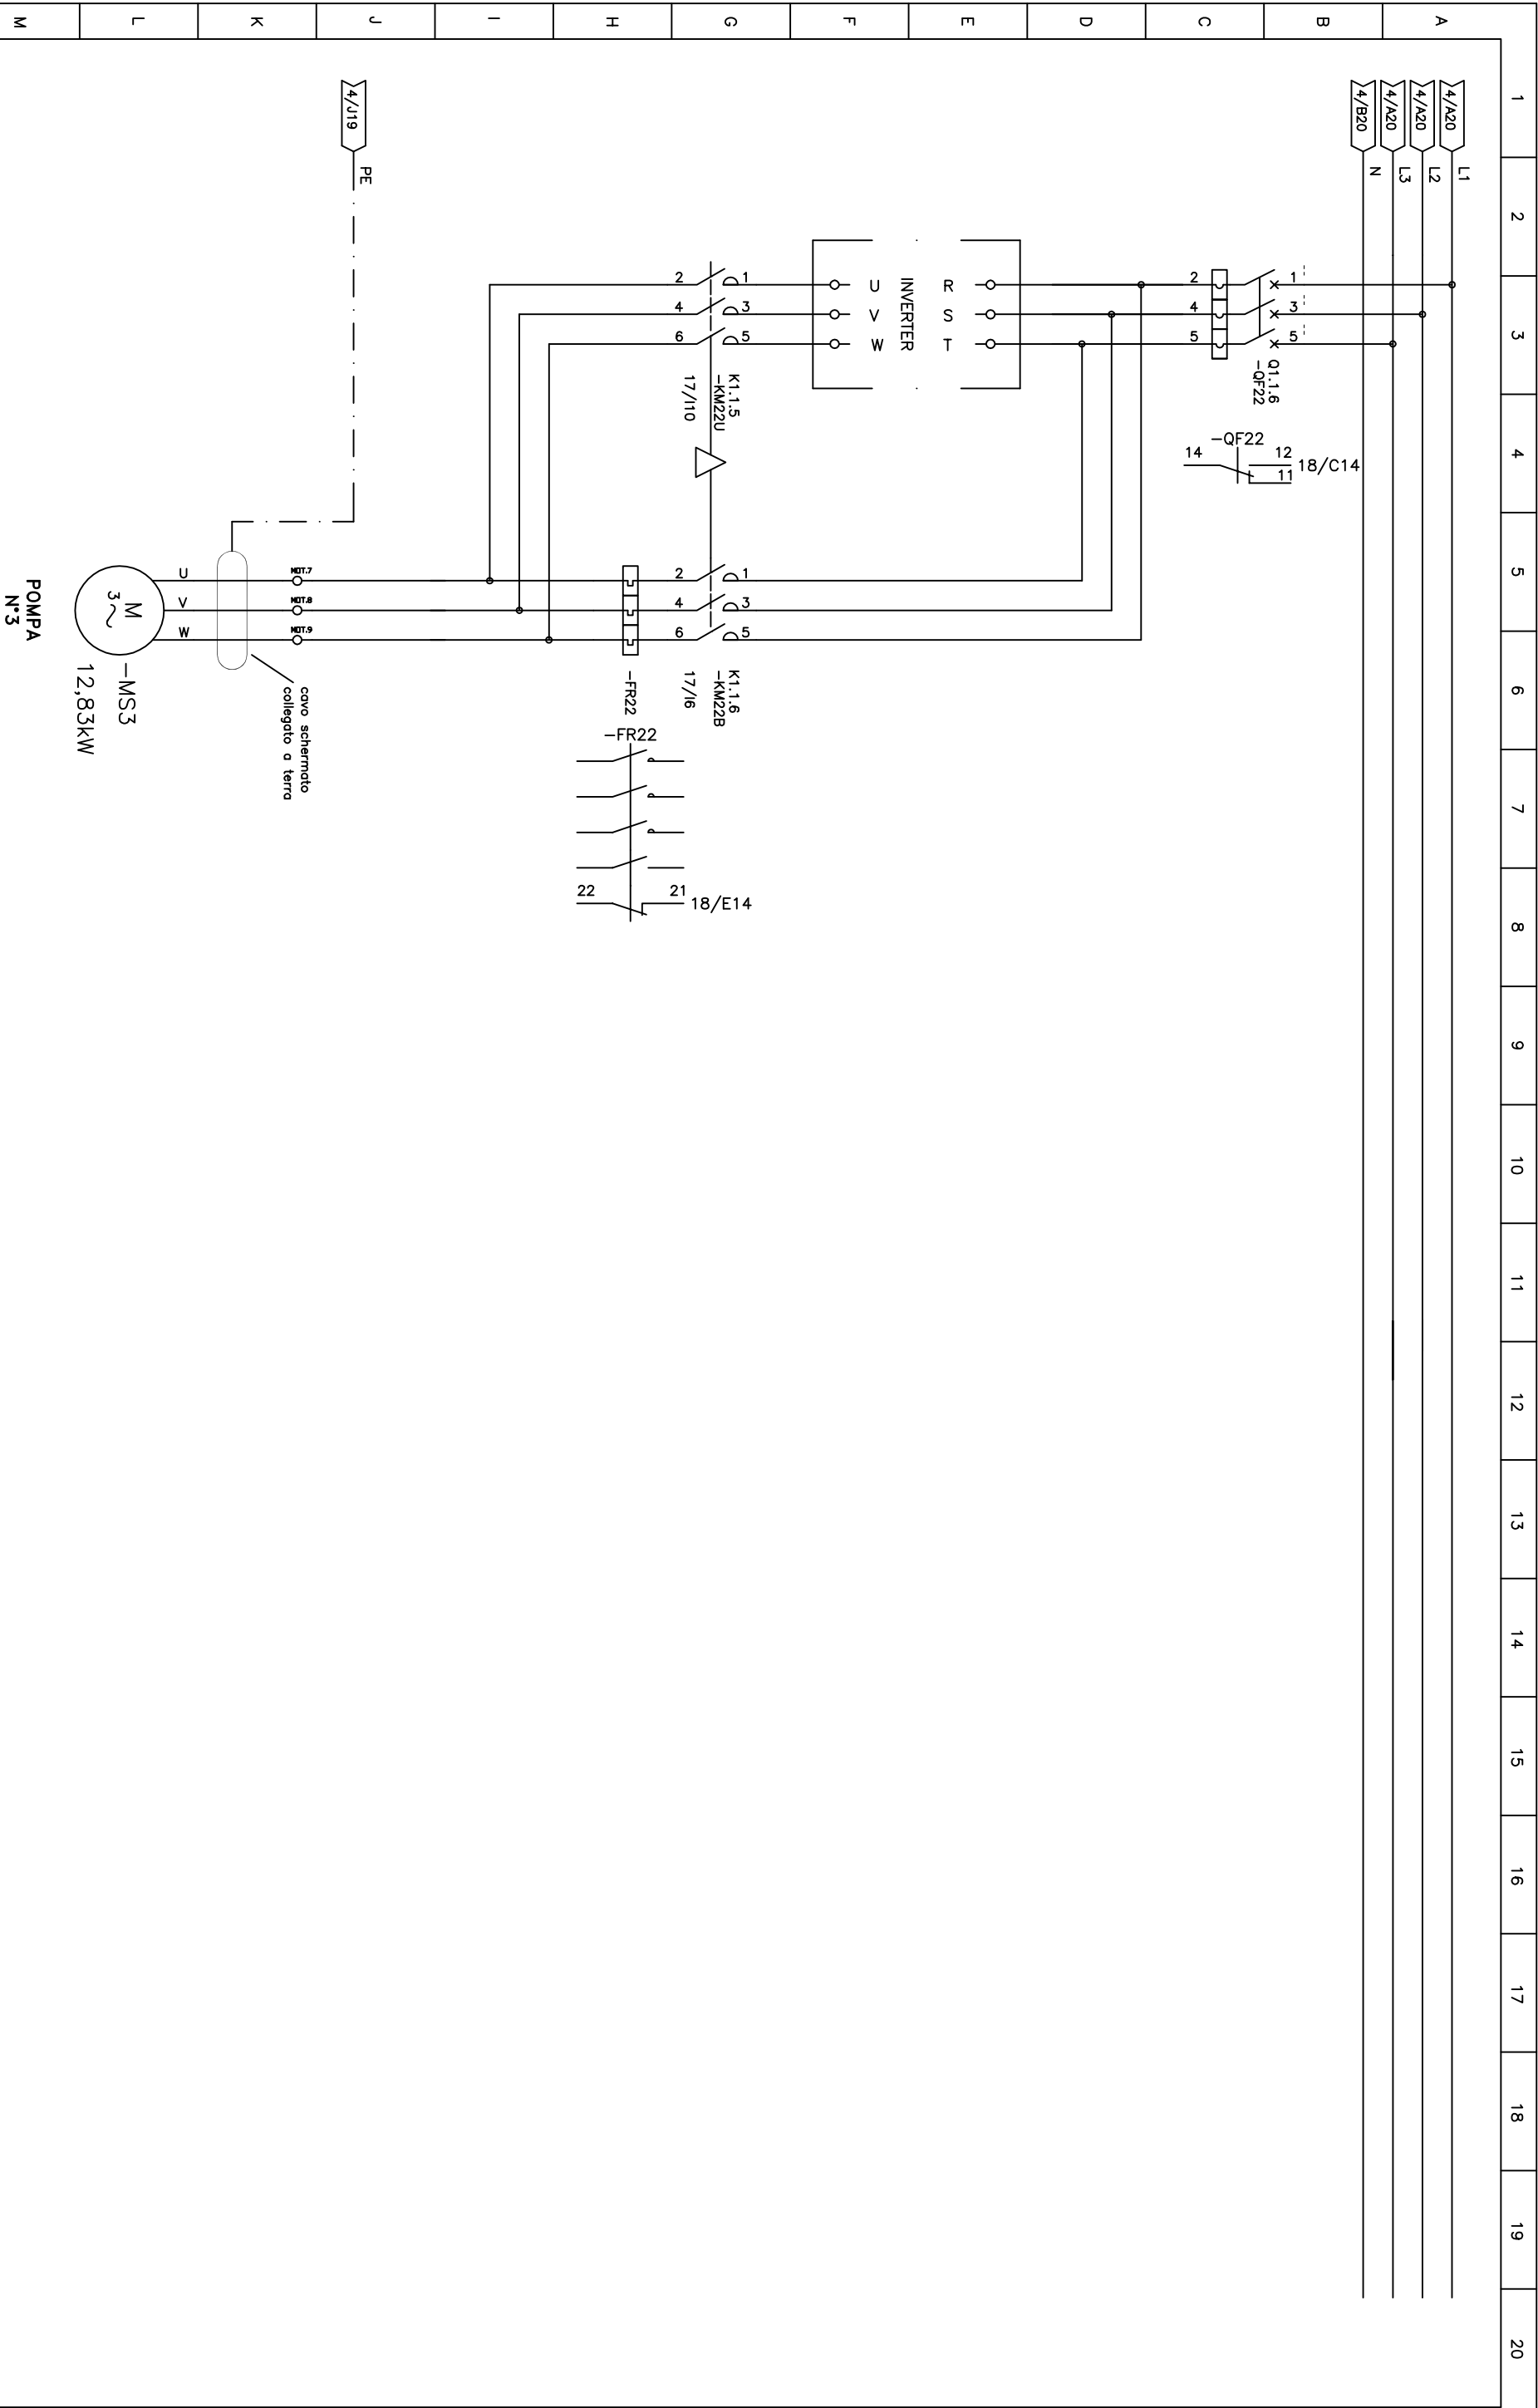 1
2
3
4
5
6
7
8
9
10
11
12
13
14
15
16
17
18
19
20
A
B
C
D
E
F
G
H
I
J
K
L
M
4/A20
L1
4/A20
L2
4/A20
L3
4/B20
N
1
3
5
Q1.1.6
-QF22
2
4
5
-QF22
12
11
14
18/C14
R
S
T
INVERTER
U
V
W
1
3
5
2
4
6
K1.1.5
-KM22U
17/I10
1
3
5
2
4
6
K1.1.6
-KM22B
17/I6
-FR22
-FR22
21
22
18/E14
4/J19
PE
MOT.7
MOT.8
MOT.9
cavo schermato
collegato a terra
U
V
W
M
3~
-MS3
12,83kW
POMPA
N°3